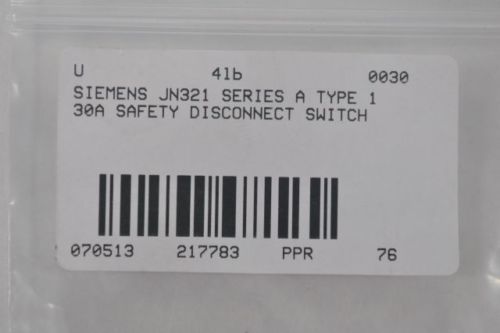 U 41b 0030
SIEMENS JN321 SERIES A TYPE 1
30A SAFETY DISCONNECT SWITCH
070513 217783 PPR 76